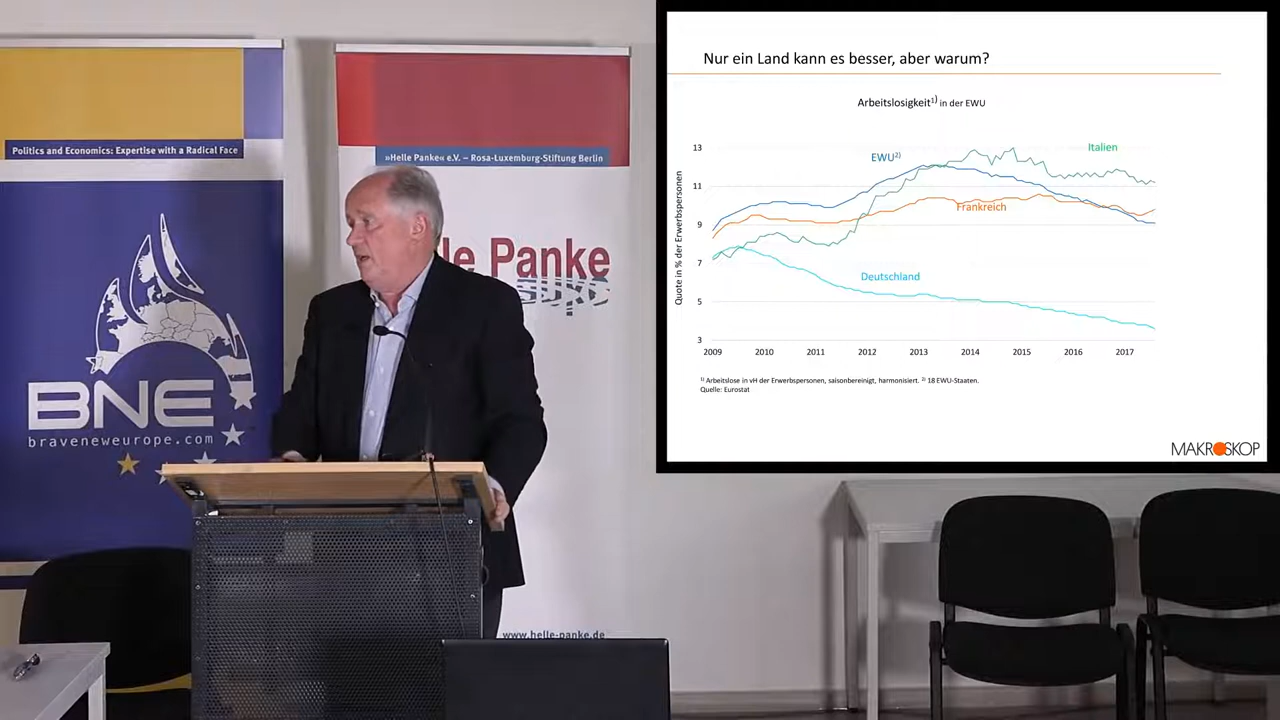 Politics and Economics: Expertise with a Radical Face
BNE
braveneweurope.com
»Helle Panke« e.V. – Rosa-Luxemburg-Stiftung Berlin
le Panke
www.helle-panke.de
Nur ein Land kann es besser, aber warum?
Arbeitslosigkeit1) in der EWU
Quote in % der Erwerbspersonen
13
11
9
7
5
3
EWU2)
Italien
Frankreich
Deutschland
2009 2010 2011 2012 2013 2014 2015 2016 2017
1) Arbeitslose in vH der Erwerbspersonen, saisonbereinigt, harmonisiert. 2) 18 EWU-Staaten.
Quelle: Eurostat
MAKROSKOP